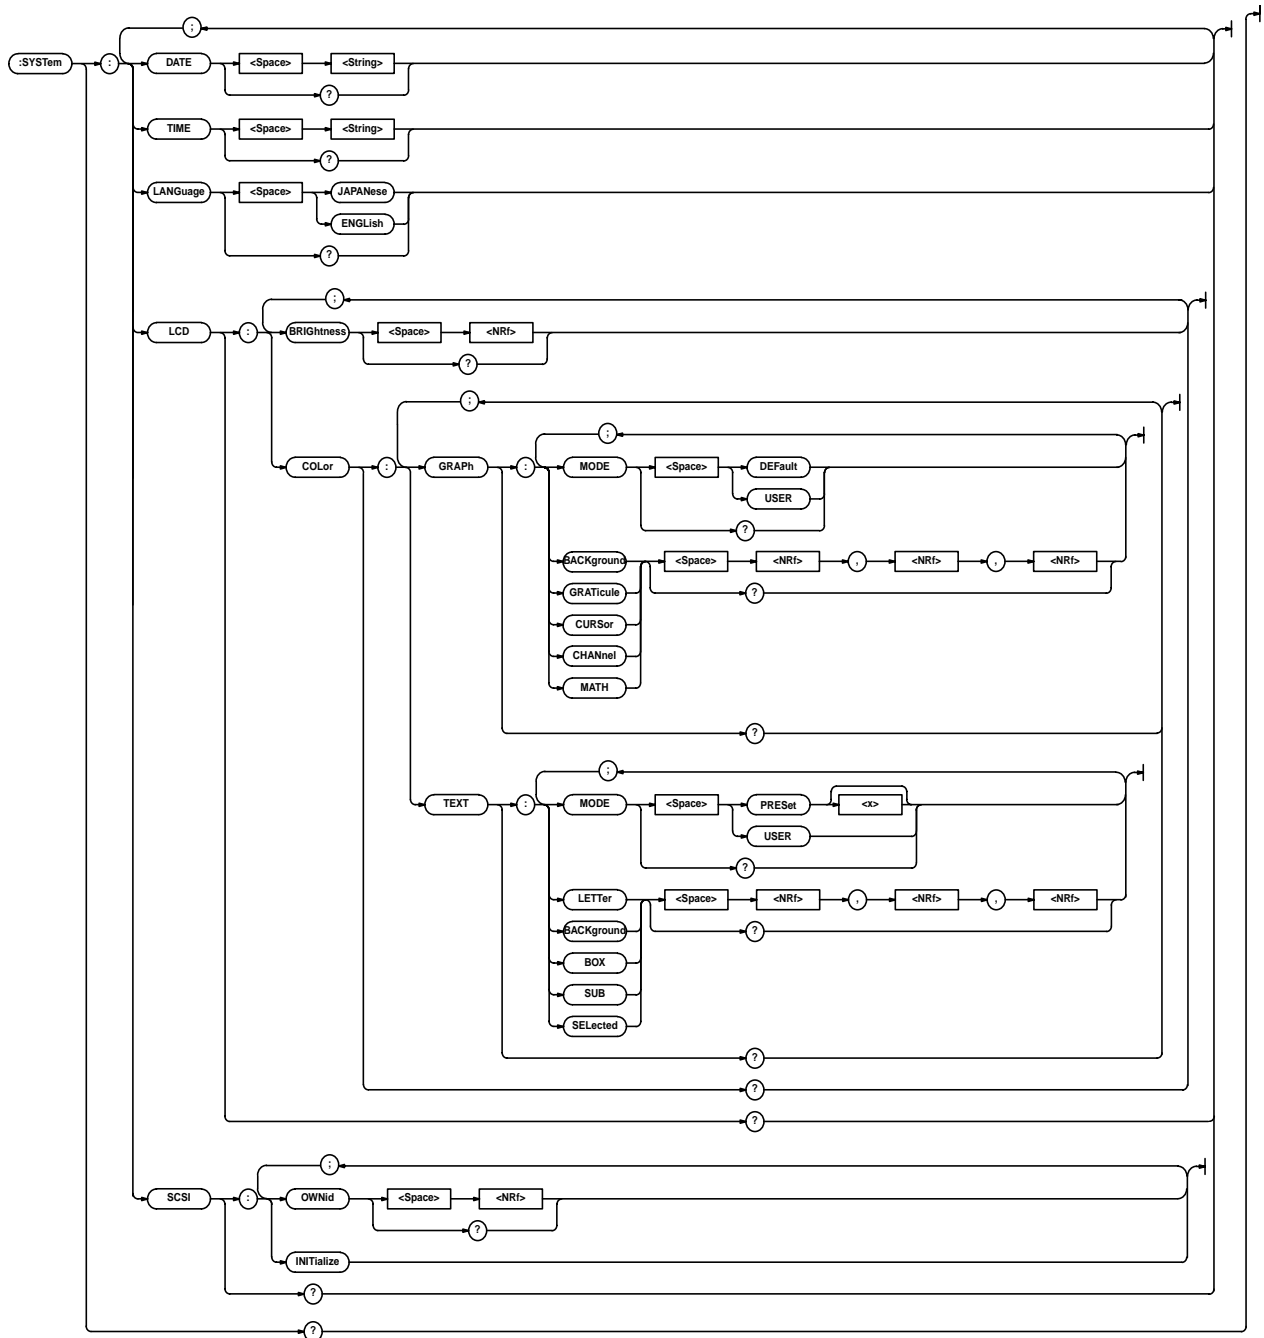 ;
:SYSTem : DATE <Space> <String>
?
TIME <Space> <String>
?
LANGuage <Space> JAPANese
ENGLish
?
;
LCD : BRIGhtness <Space> <NRf>
?
;
;
COLor : GRAPh : MODE <Space> DEFault
USER
?
BACKground <Space> <NRf> , <NRf> , <NRf>
GRATicule ?
CURSor
CHANnel
MATH
?
;
TEXT : MODE <Space> PRESet <x>
USER
?
LETTer <Space> <NRf> , <NRf> , <NRf>
BACKground ?
BOX
SUB
SELected
?
?
?
;
SCSI : OWNid <Space> <NRf>
?
INITialize
?
?